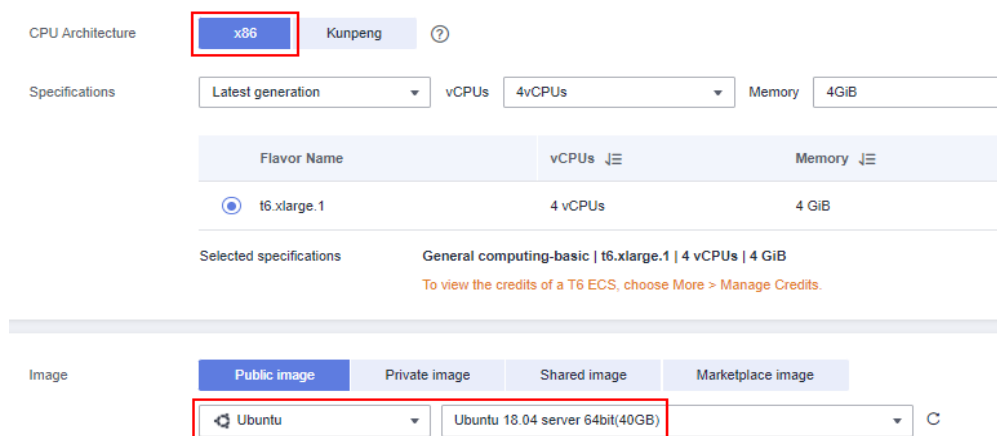 CPU Architecture x86 Kunpeng ?
Specifications Latest generation vCPUs 4vCPUs Memory 4GiB
Flavor Name vCPUs Memory
t6.xlarge.1 4 vCPUs 4 GiB
Selected specifications General computing-basic | t6.xlarge.1 | 4 vCPUs | 4 GiB
To view the credits of a T6 ECS, choose More > Manage Credits.
Image Public image Private image Shared image Marketplace image
Ubuntu Ubuntu 18.04 server 64bit(40GB)